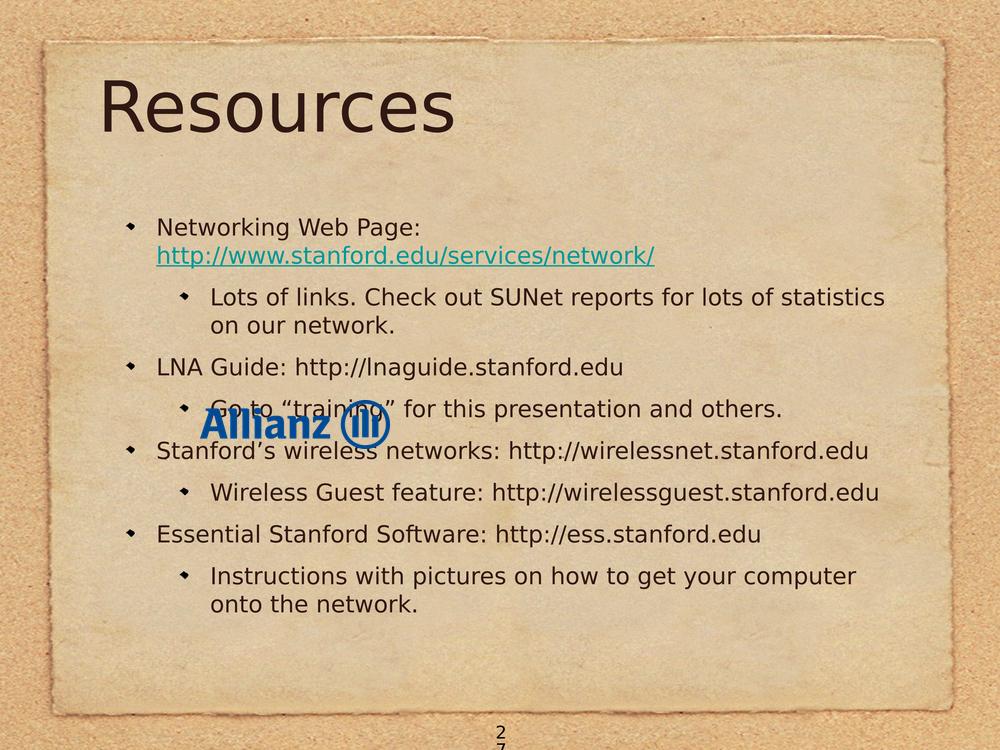 Resources
Networking Web Page:
http://www.stanford.edu/services/network/
Lots of links. Check out SUNet reports for lots of statistics
on our network.
LNA Guide: http://lnaguide.stanford.edu
Go to “training” for this presentation and others.
Allianz
Stanford’s wireless networks: http://wirelessnet.stanford.edu
Wireless Guest feature: http://wirelessguest.stanford.edu
Essential Stanford Software: http://ess.stanford.edu
Instructions with pictures on how to get your computer
onto the network.
2
7